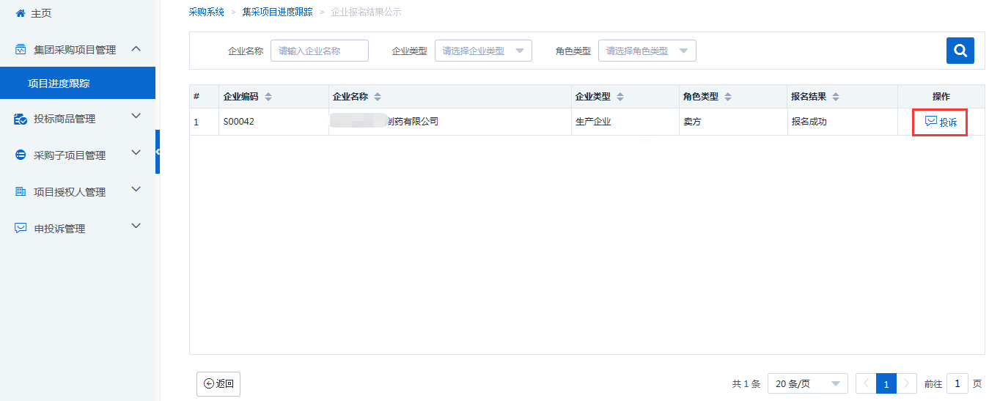 主页
集团采购项目管理
项目进度跟踪
投标商品管理
采购子项目管理
项目授权人管理
申投诉管理
采购系统 > 集采项目进度跟踪 > 企业报名结果公示
企业名称 请输入企业名称 企业类型 请选择企业类型 角色类型 请选择角色类型
# 企业编码 企业名称 企业类型 角色类型 报名结果 操作
1 S00042 制药有限公司 生产企业 卖方 报名成功 投诉
返回 共 1 条 20 条/页 1 前往 1 页